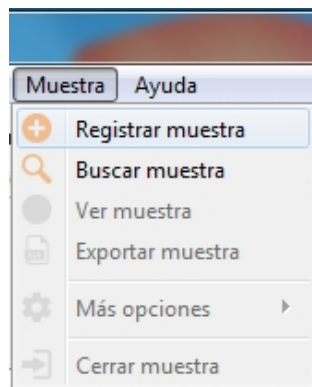 Muestra Ayuda
Registrar muestra
Buscar muestra
Ver muestra
Exportar muestra
Más opciones
Cerrar muestra